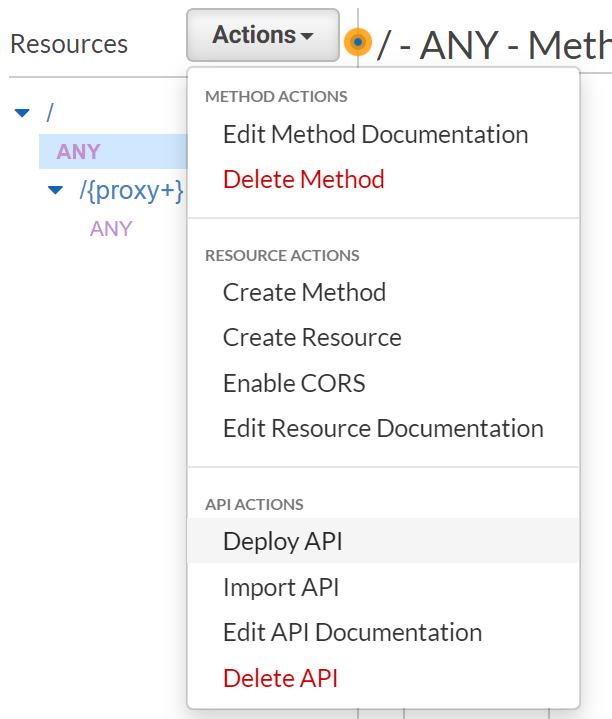 Resources
Actions
/ - ANY - Meth
/
ANY
/{proxy+}
ANY
METHOD ACTIONS
Edit Method Documentation
Delete Method
RESOURCE ACTIONS
Create Method
Create Resource
Enable CORS
Edit Resource Documentation
API ACTIONS
Deploy API
Import API
Edit API Documentation
Delete API